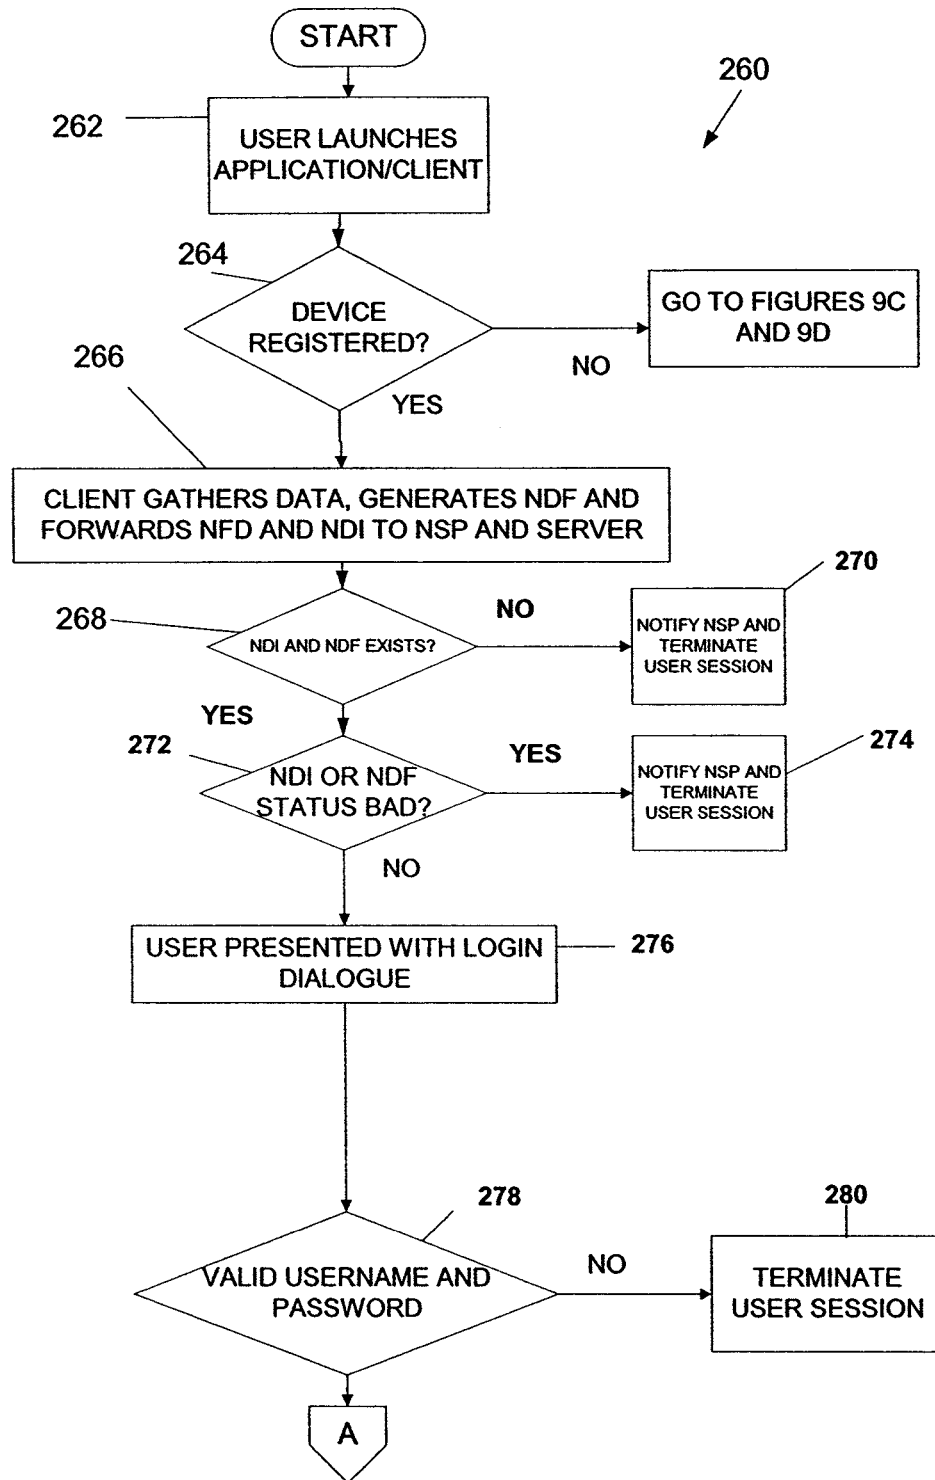 START
260
262
USER LAUNCHES
APPLICATION/CLIENT
264
DEVICE
REGISTERED?
GO TO FIGURES 9C
AND 9D
NO
266
YES
CLIENT GATHERS DATA, GENERATES NDF AND
FORWARDS NFD AND NDI TO NSP AND SERVER
270
268
NO
NDI AND NDF EXISTS?
NOTIFY NSP AND
TERMINATE
USER SESSION
YES
272
YES
274
NDI OR NDF
STATUS BAD?
NOTIFY NSP AND
TERMINATE
USER SESSION
NO
USER PRESENTED WITH LOGIN
DIALOGUE
276
278
280
VALID USERNAME AND
PASSWORD
NO
TERMINATE
USER SESSION
A